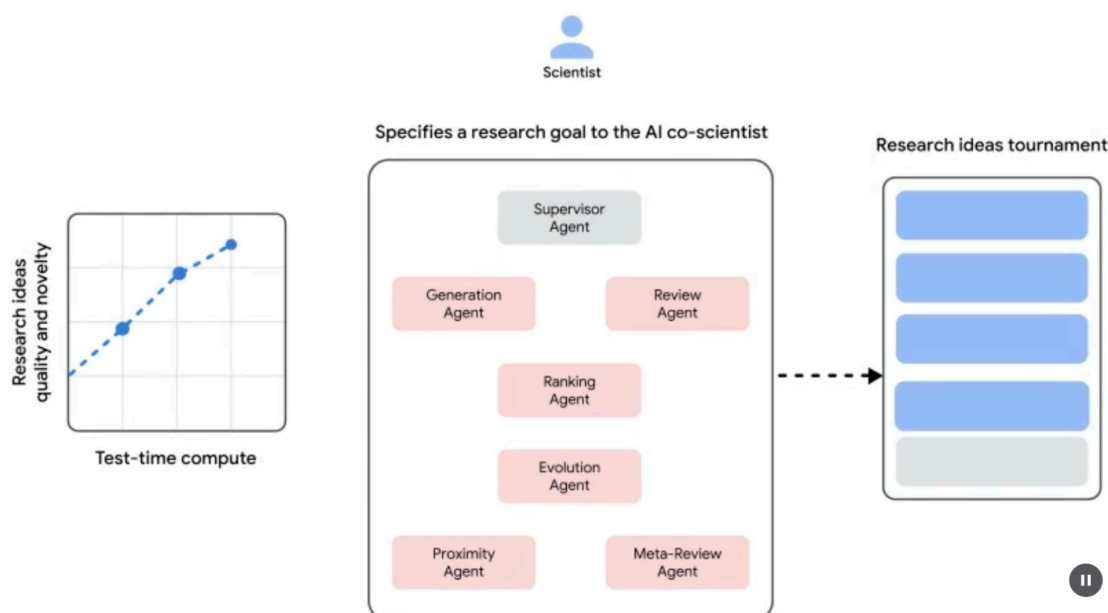 Scientist
Specifies a research goal to the AI co-scientist
Research ideas tournament
Supervisor
Agent
Generation
Agent
Review
Agent
Ranking
Agent
Evolution
Agent
Proximity
Agent
Meta-Review
Agent
Research ideas
quality and novelty
Test-time compute